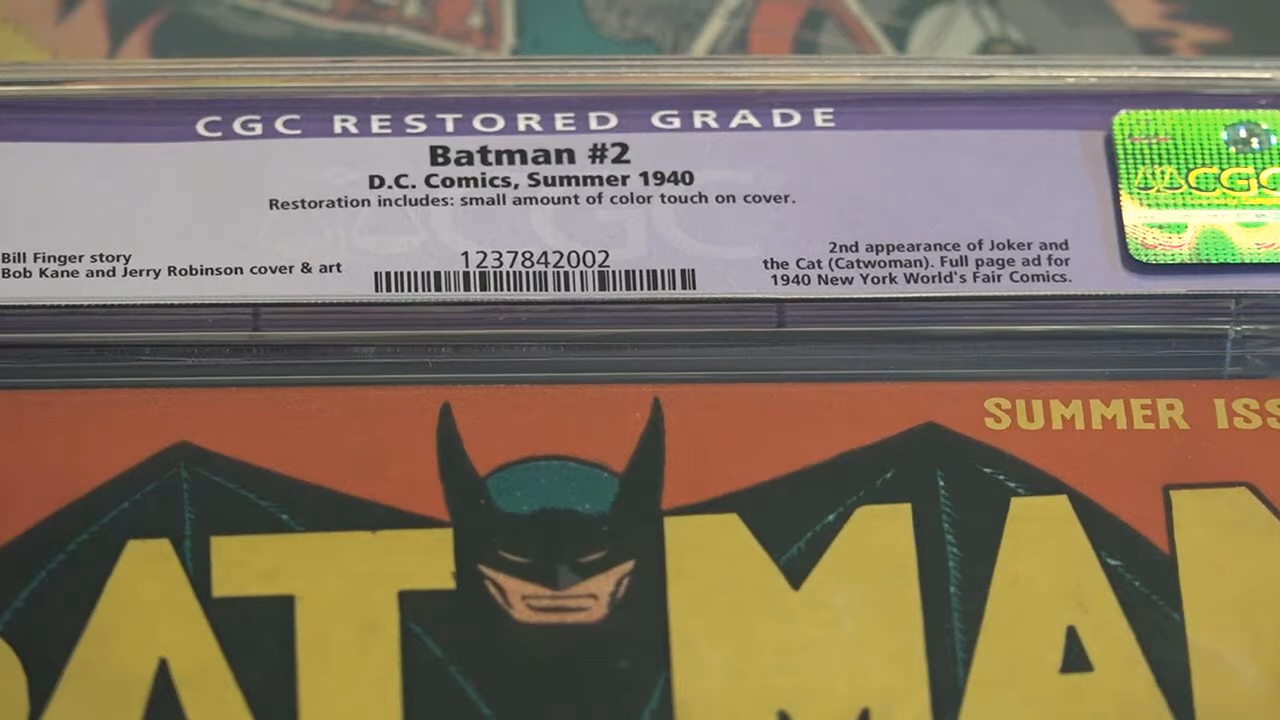 CGC RESTORED GRADE
Batman #2
D.C. Comics, Summer 1940
Restoration includes: small amount of color touch on cover.
Bill Finger story
Bob Kane and Jerry Robinson cover & art
1237842002
2nd appearance of Joker and
the Cat (Catwoman). Full page ad for
1940 New York World's Fair Comics.
CGC
SUMMER ISS
BATMAN